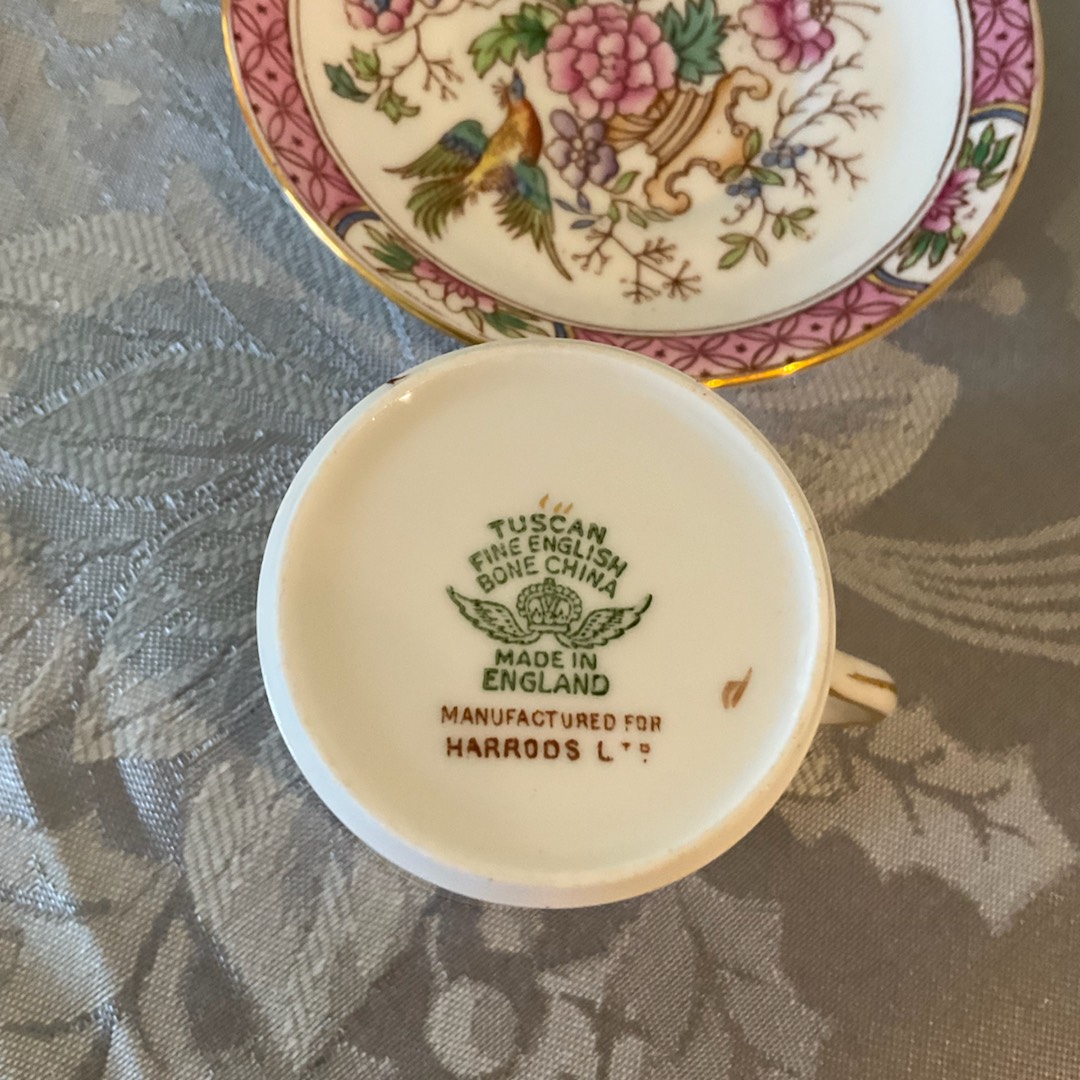 TUSCAN
FINE ENGLISH
BONE CHINA
MADE IN
ENGLAND
MANUFACTURED FOR
HARRODS LTD